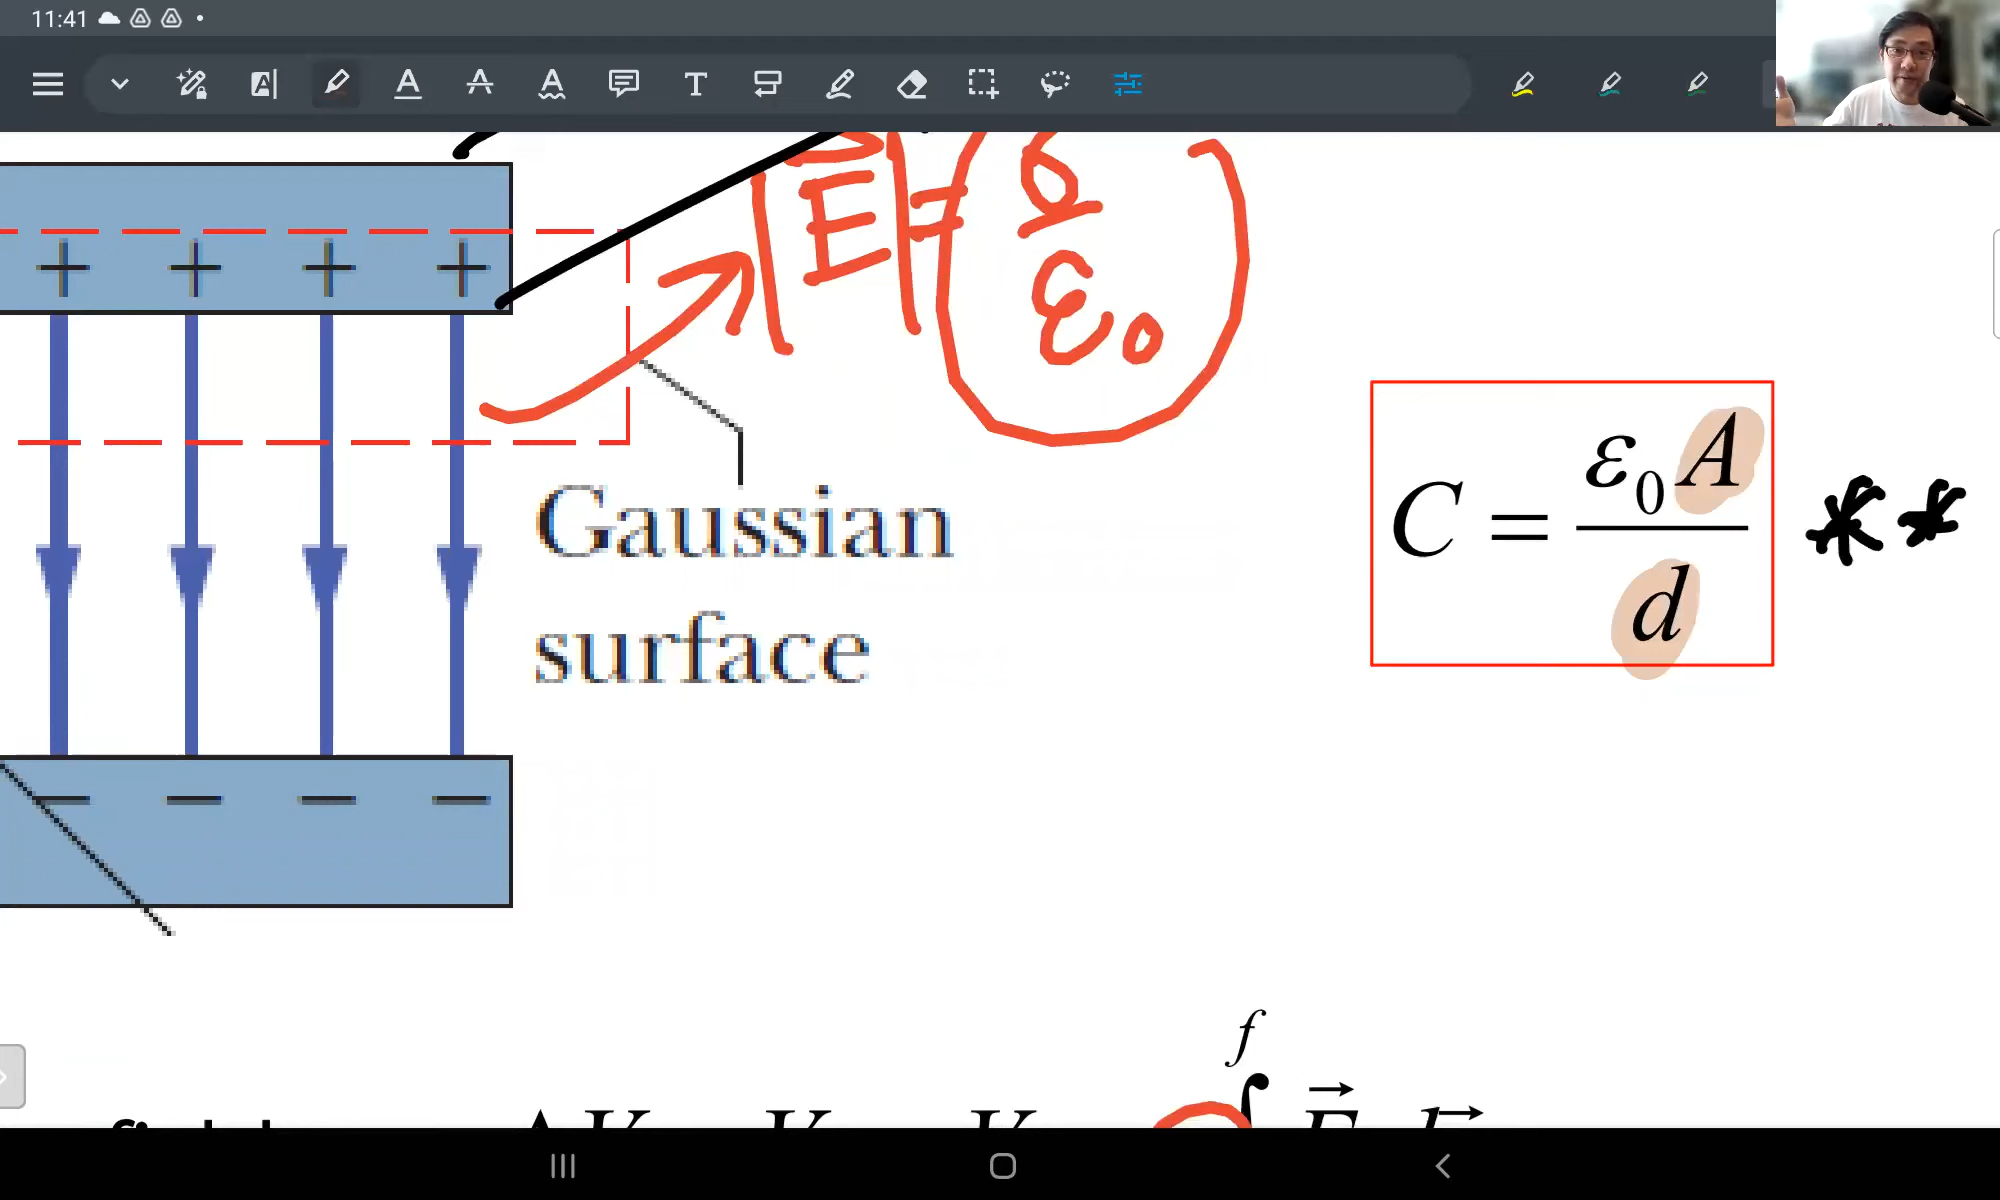 11:41
|E| = σ/ε₀
+ + + +
Gaussian
surface
C = ε₀A/d **
− − − −
f
∫ E